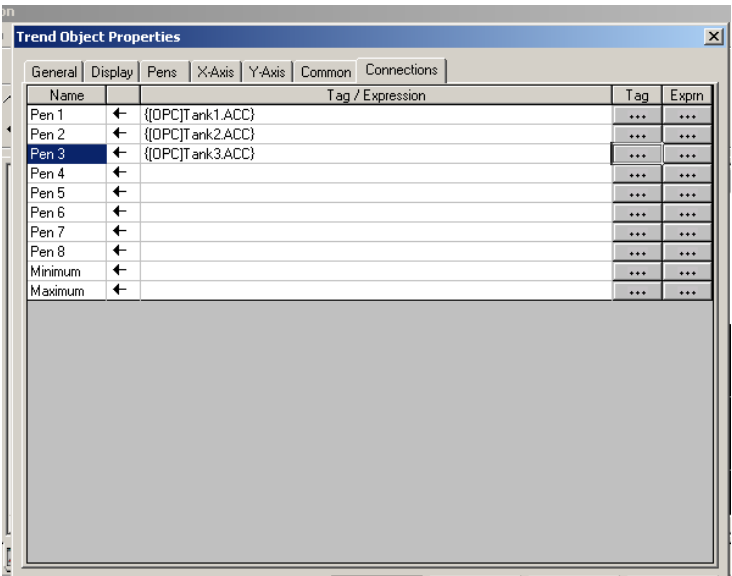 on
Trend Object Properties
General Display Pens X-Axis Y-Axis Common Connections
Name Tag / Expression Tag Exprn
Pen 1 {[OPC]Tank1.ACC} ...
Pen 2 {[OPC]Tank2.ACC} ...
Pen 3 {[OPC]Tank3.ACC} ...
Pen 4 ...
Pen 5 ...
Pen 6 ...
Pen 7 ...
Pen 8 ...
Minimum ...
Maximum ...